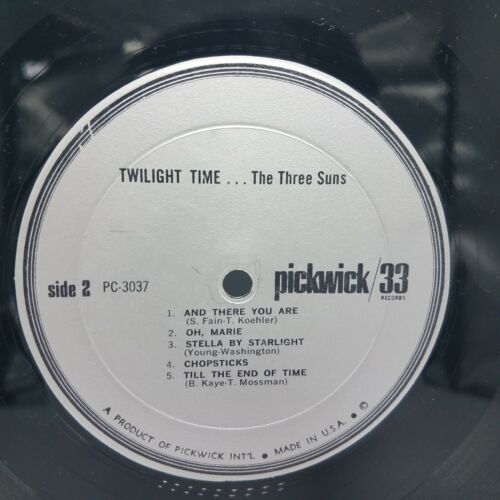 TWILIGHT TIME ... The Three Suns
side 2 PC-3037
pickwick/33
RECORDS
1. AND THERE YOU ARE
(S. Fain-T. Koehler)
2. OH, MARIE
3. STELLA BY STARLIGHT
(Young-Washington)
4. CHOPSTICKS
5. TILL THE END OF TIME
(B. Kaye-T. Mossman)
A PRODUCT OF PICKWICK INT'L • MADE IN U.S.A. • ©